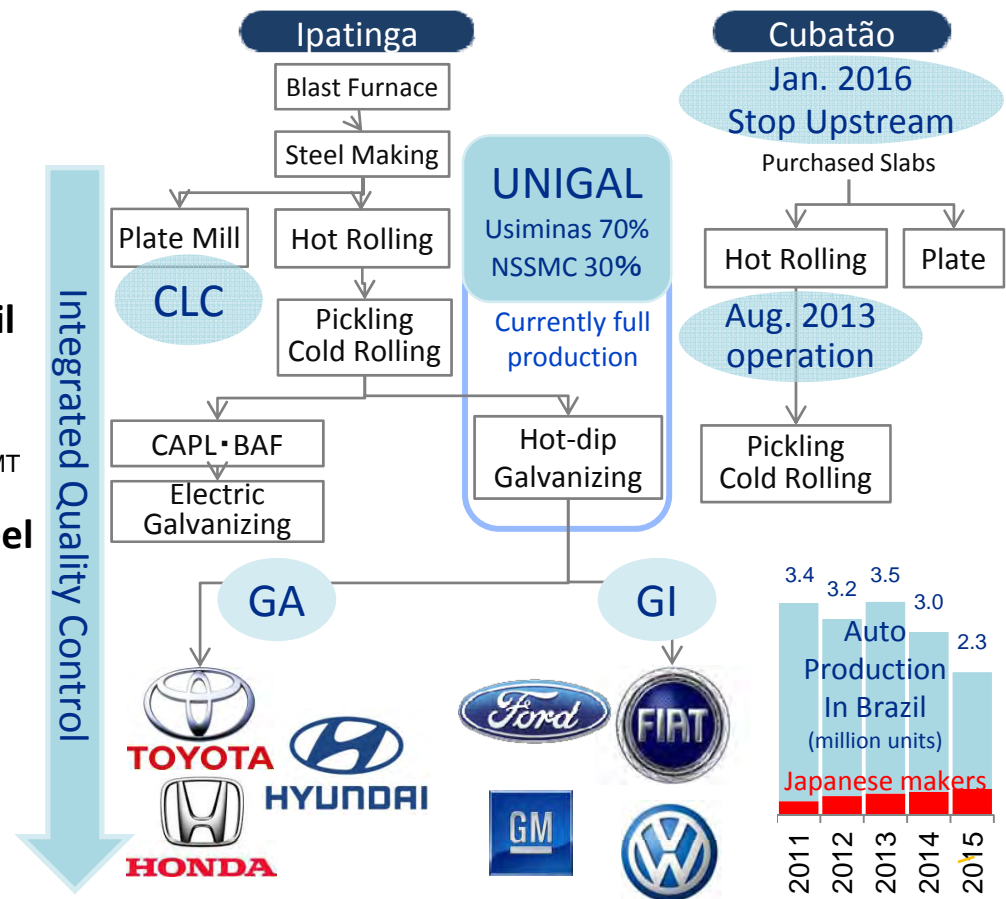 Ipatinga
Blast Furnace
Steel Making
Plate Mill
Hot Rolling
CLC
Pickling
Cold Rolling
CAPL・BAF
Electric
Galvanizing
Integrated Quality Control
il
MT
el
UNIGAL
Usiminas 70%
NSSMC 30%
Currently full
production
Hot-dip
Galvanizing
Cubatão
Jan. 2016
Stop Upstream
Purchased Slabs
Hot Rolling
Plate
Aug. 2013
operation
Pickling
Cold Rolling
GA
GI
TOYOTA
HYUNDAI
HONDA
Ford
FIAT
GM
VW
3.4
3.2
3.5
3.0
2.3
Auto
Production
In Brazil
(million units)
Japanese makers
2011
2012
2013
2014
2015